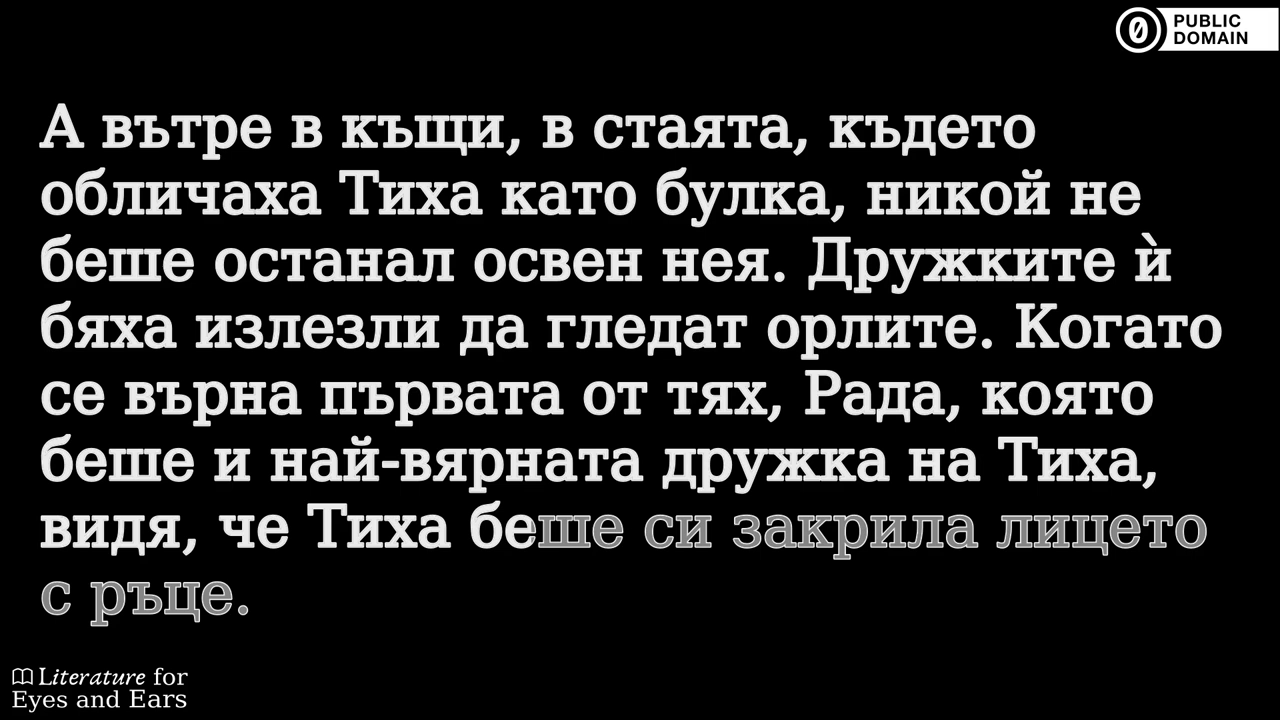 PUBLIC
DOMAIN
А вътре в къщи, в стаята, където
обличаха Тиха като булка, никой не
беше останал освен нея. Дружките ѝ
бяха излезли да гледат орлите. Когато
се върна първата от тях, Рада, която
беше и най-вярната дружка на Тиха,
видя, че Тиха беше си закрила лицето
с ръце.
Literature for
Eyes and Ears